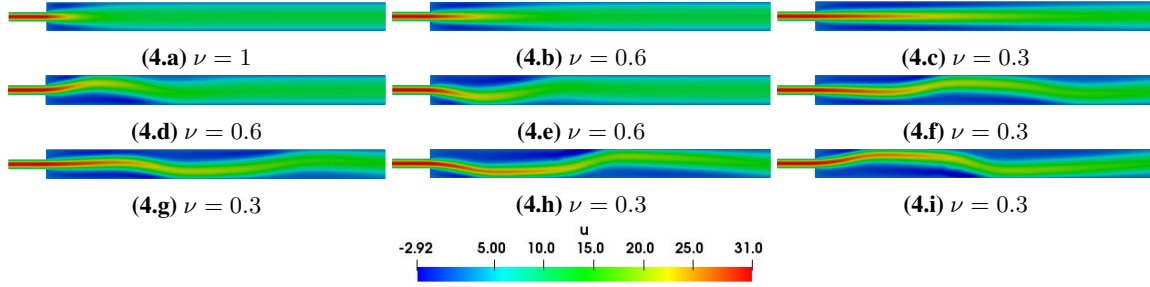 (4.a) ν = 1 (4.b) ν = 0.6 (4.c) ν = 0.3
(4.d) ν = 0.6 (4.e) ν = 0.6 (4.f) ν = 0.3
(4.g) ν = 0.3 (4.h) ν = 0.3 (4.i) ν = 0.3
u
-2.92 5.00 10.0 15.0 20.0 25.0 31.0